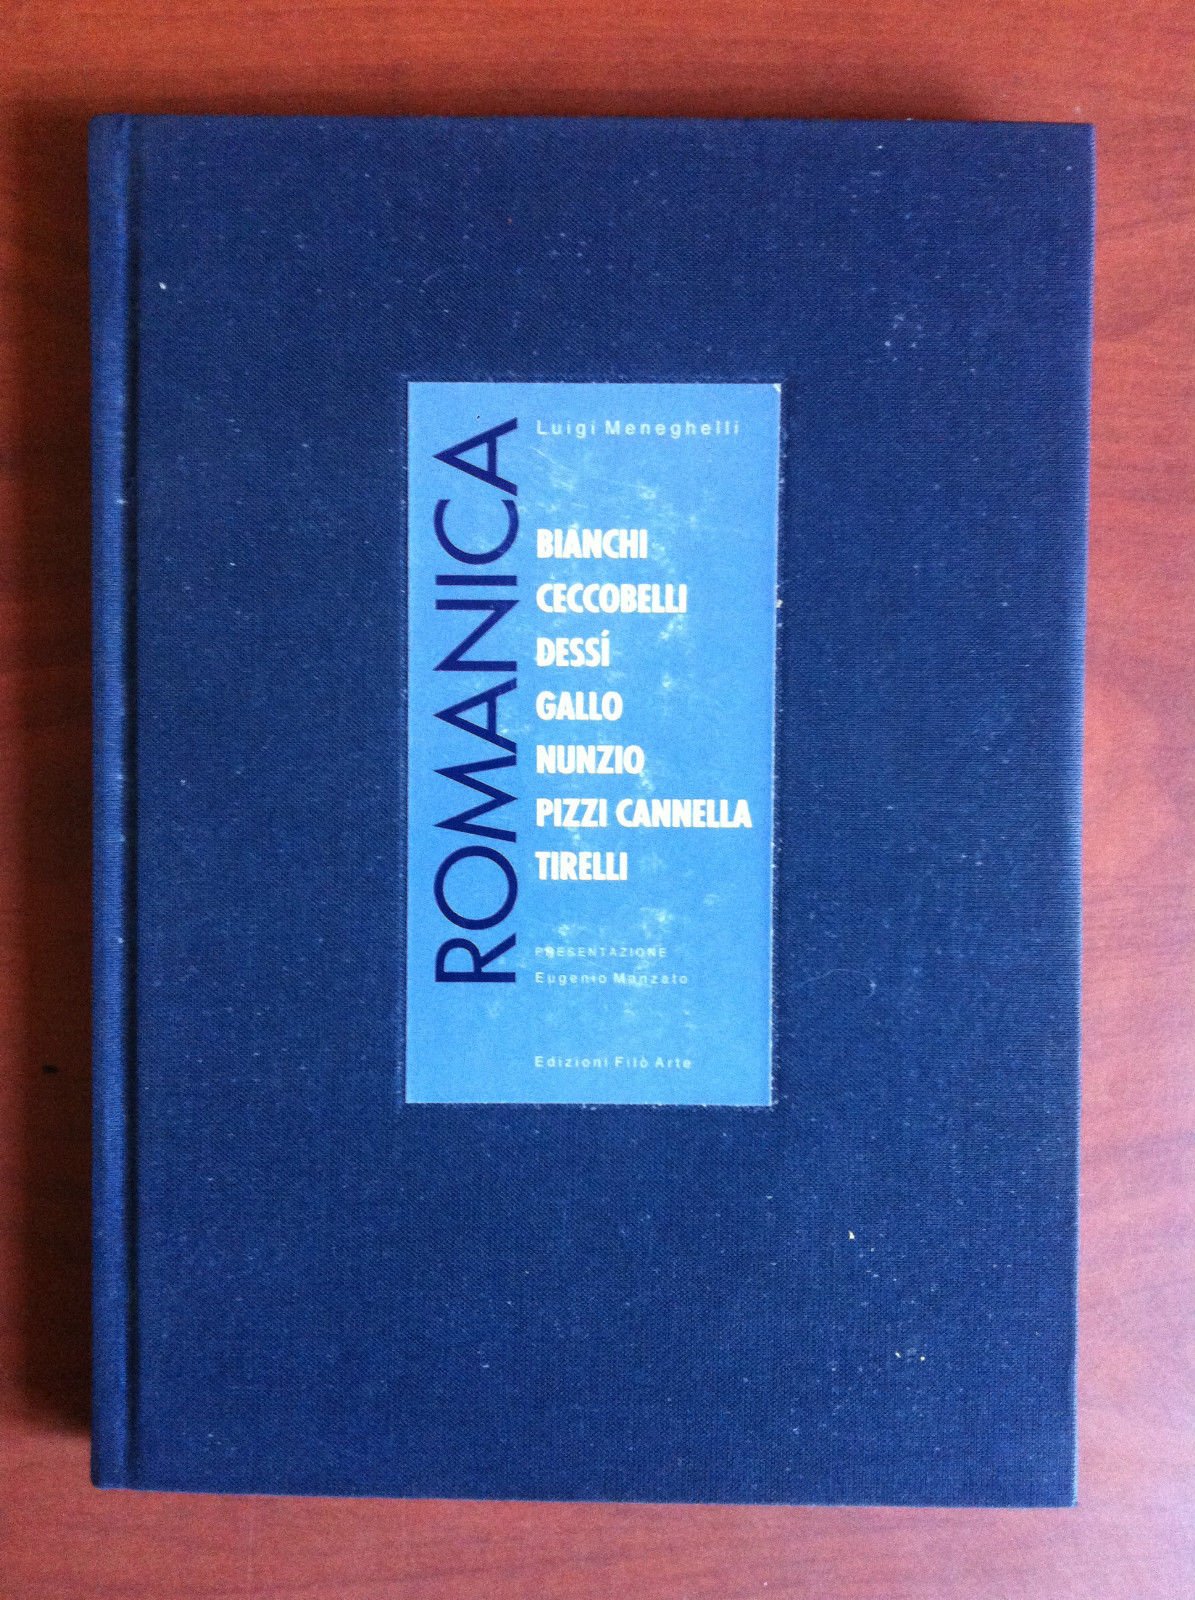 ROMANICA
Luigi Meneghelli
BIANCHI
CECCOBELLI
DESSÍ
GALLO
NUNZIO
PIZZI CANNELLA
TIRELLI
PRESENTAZIONE
Eugenio Manzato
Edizioni Filò Arte